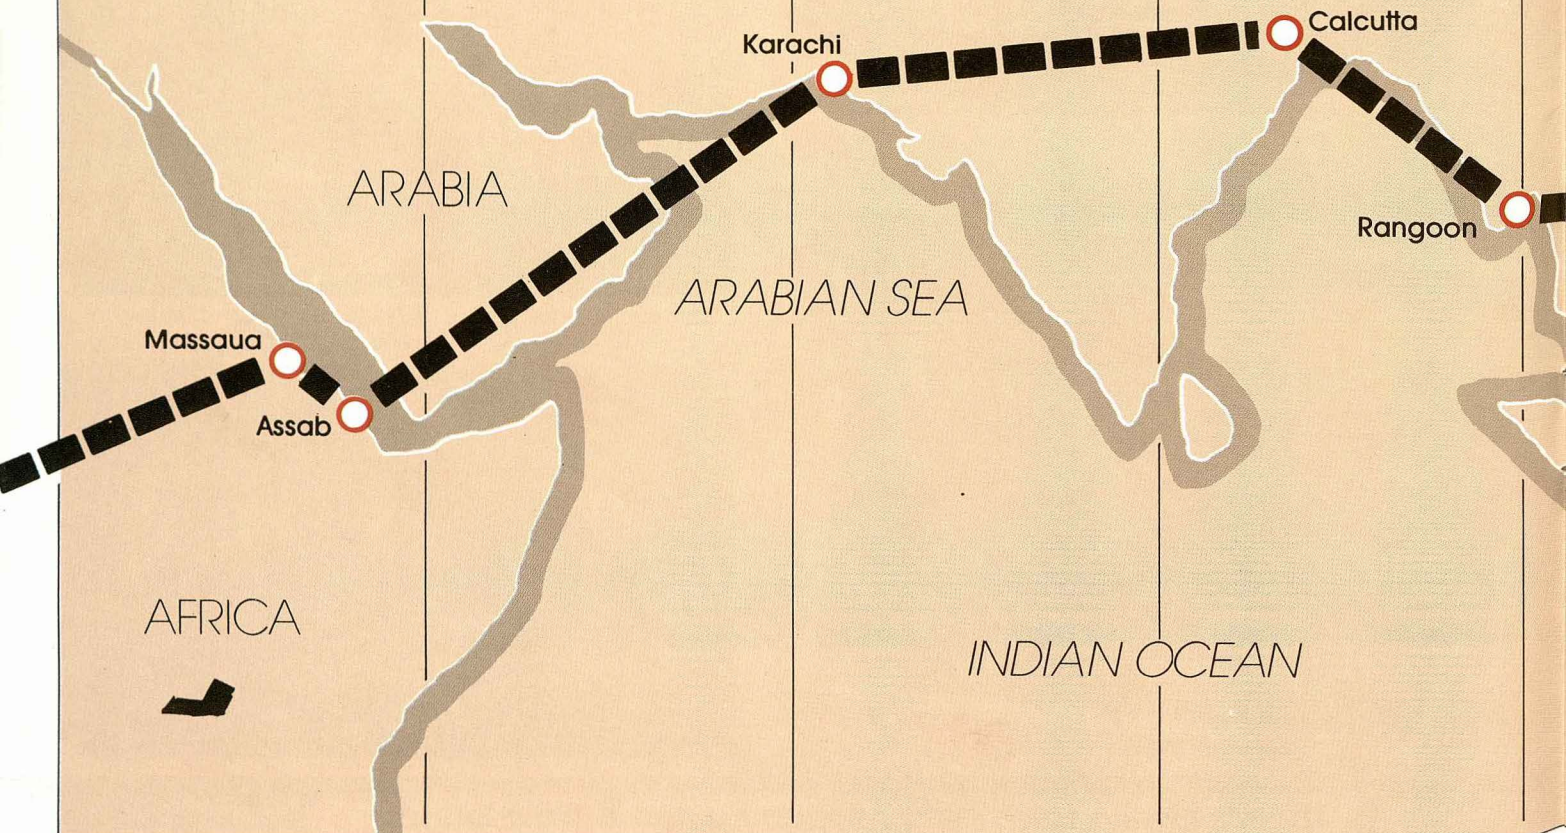 Calcutta
Karachi
ARABIA
Rangoon
ARABIAN SEA
Massaua
Assab
AFRICA
INDIAN OCEAN